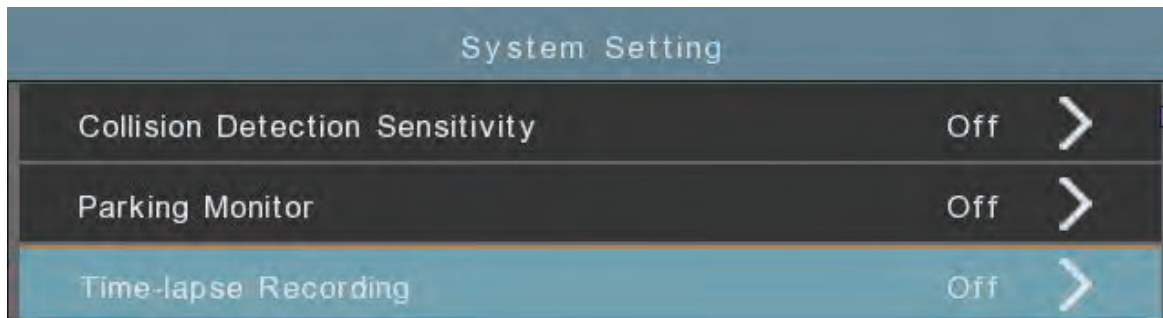 System Setting
Collision Detection Sensitivity Off
Parking Monitor Off
Time-lapse Recording Off